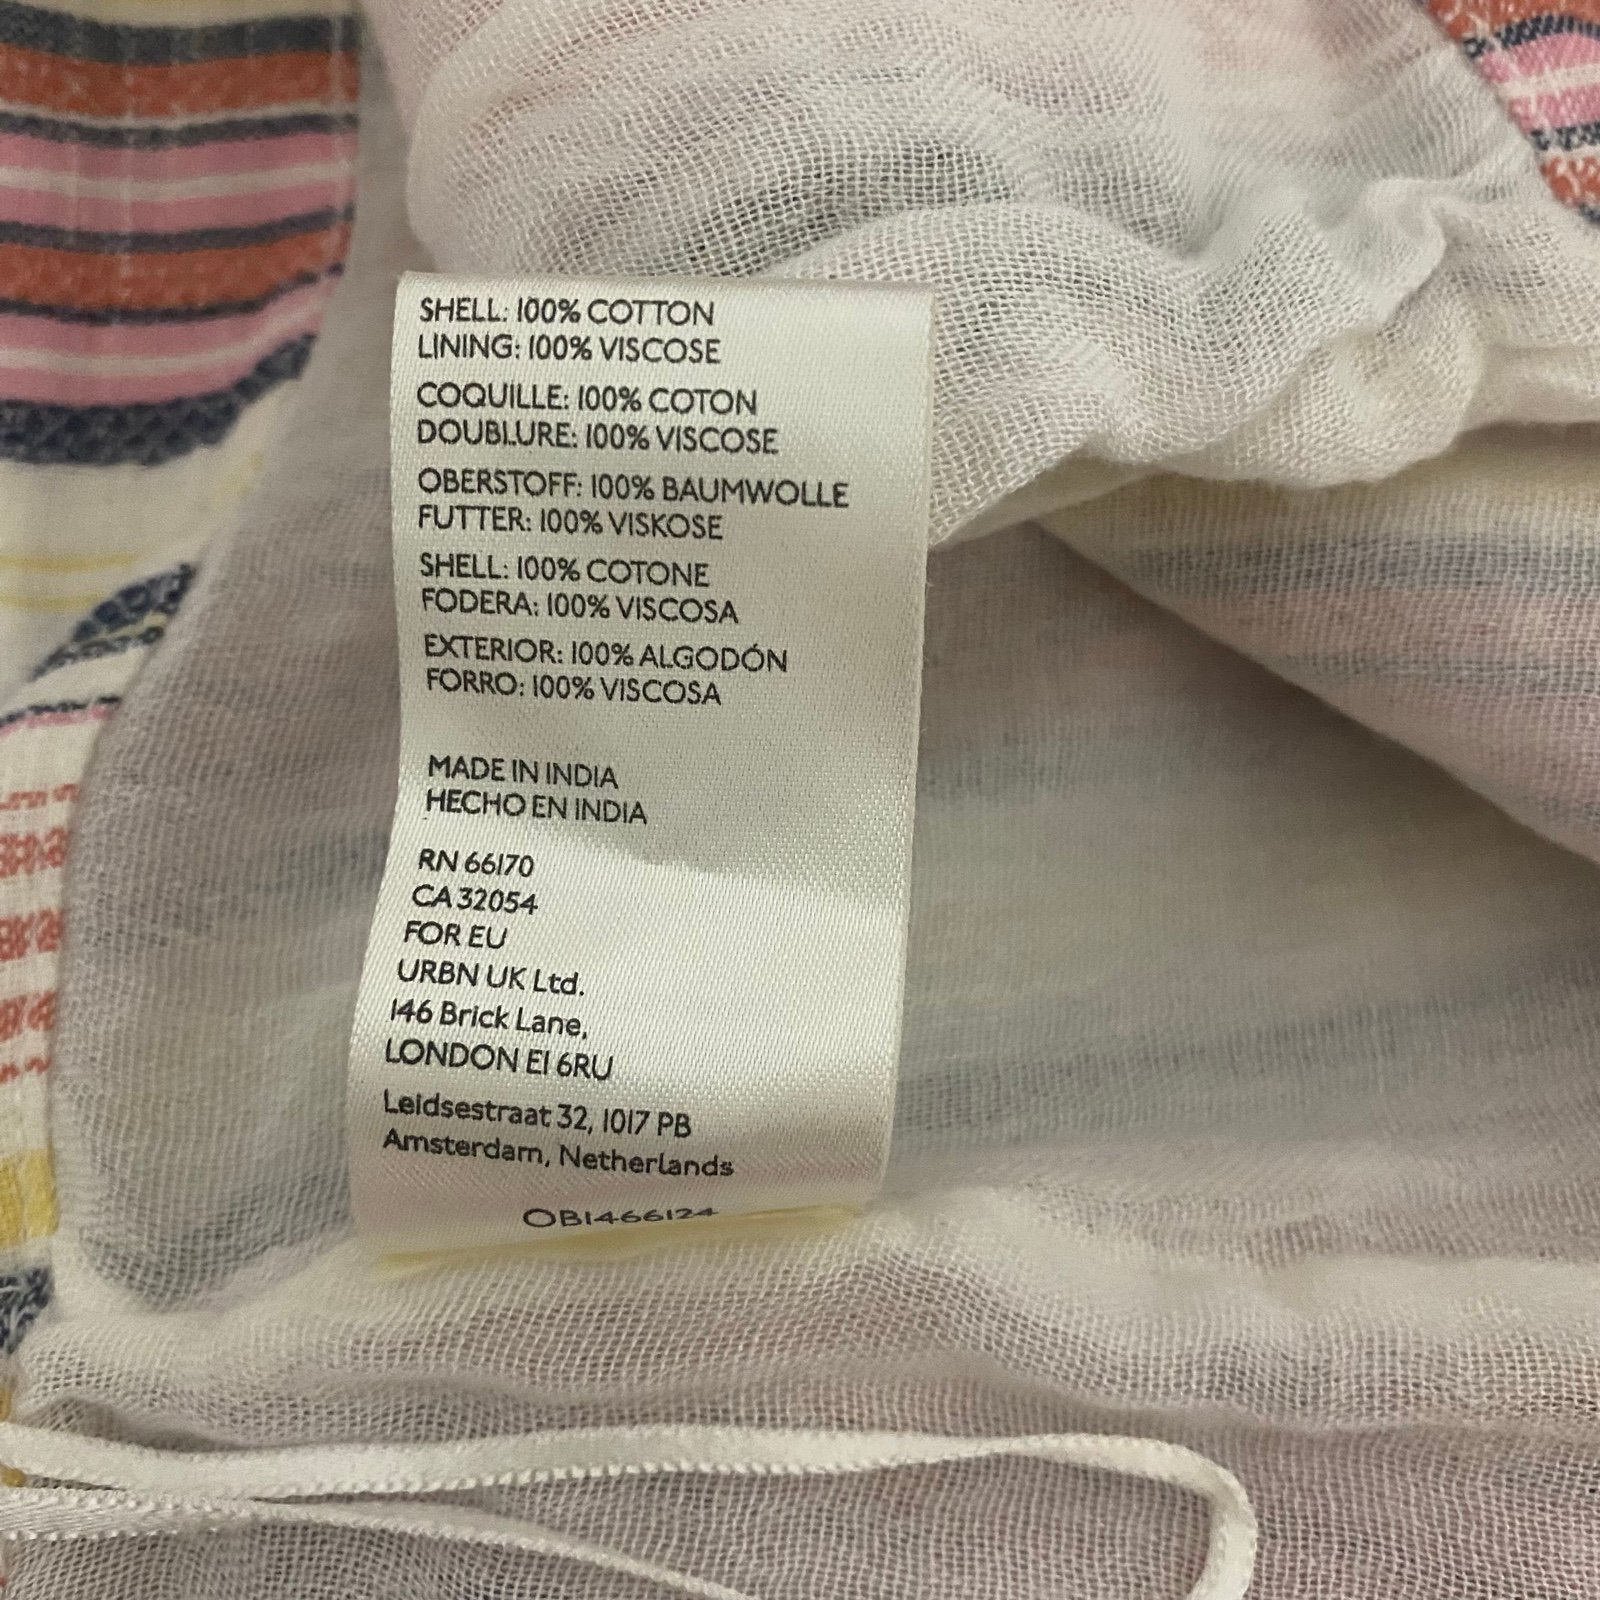 SHELL: 100% COTTON
LINING: 100% VISCOSE
COQUILLE: 100% COTON
DOUBLURE: 100% VISCOSE
OBERSTOFF: 100% BAUMWOLLE
FUTTER: 100% VISKOSE
SHELL: 100% COTONE
FODERA: 100% VISCOSA
EXTERIOR: 100% ALGODÓN
FORRO: 100% VISCOSA
MADE IN INDIA
HECHO EN INDIA
RN 66170
CA 32054
FOR EU
URBN UK Ltd.
146 Brick Lane,
LONDON E1 6RU
Leidsestraat 32, 1017 PB
Amsterdam, Netherlands
OB1466124